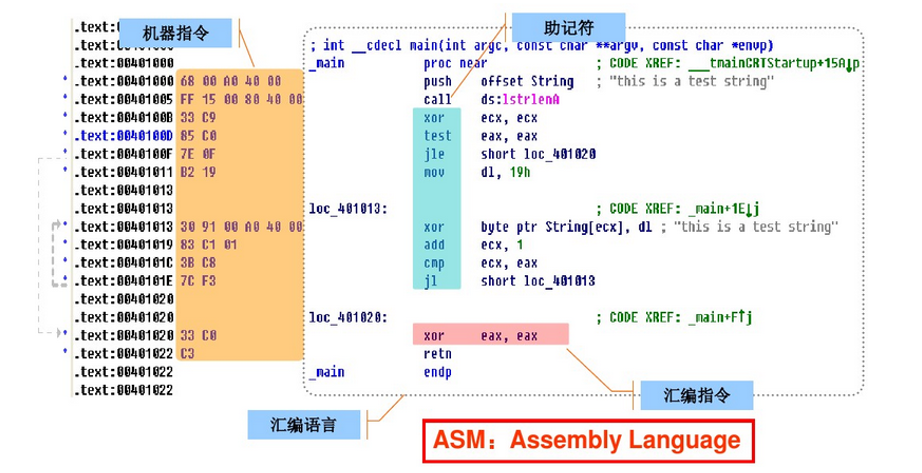 .text:0 机器指令 助记符
.text:00401000 ; int __cdecl main(int argc, const char **argv, const char *envp)
.text:00401000 _main proc near ; CODE XREF: ___tmainCRTStartup+15A↓p
.text:00401000 68 00 A0 40 00 push offset String ; "this is a test string"
.text:00401005 FF 15 00 80 40 00 call ds:lstrlenA
.text:0040100B 33 C9 xor ecx, ecx
.text:0040100D 85 C0 test eax, eax
.text:0040100F 7E 0F jle short loc_401020
.text:00401011 B2 19 mov dl, 19h
.text:00401013
.text:00401013 loc_401013: ; CODE XREF: _main+1E↓j
.text:00401013 30 91 00 A0 40 00 xor byte ptr String[ecx], dl ; "this is a test string"
.text:00401019 83 C1 01 add ecx, 1
.text:0040101C 3B C8 cmp ecx, eax
.text:0040101E 7C F3 jl short loc_401013
.text:00401020
.text:00401020 loc_401020: ; CODE XREF: _main+F↑j
.text:00401020 33 C0 xor eax, eax
.text:00401022 C3 retn
.text:00401022 _main endp
.text:00401022
汇编指令
汇编语言
ASM：Assembly Language